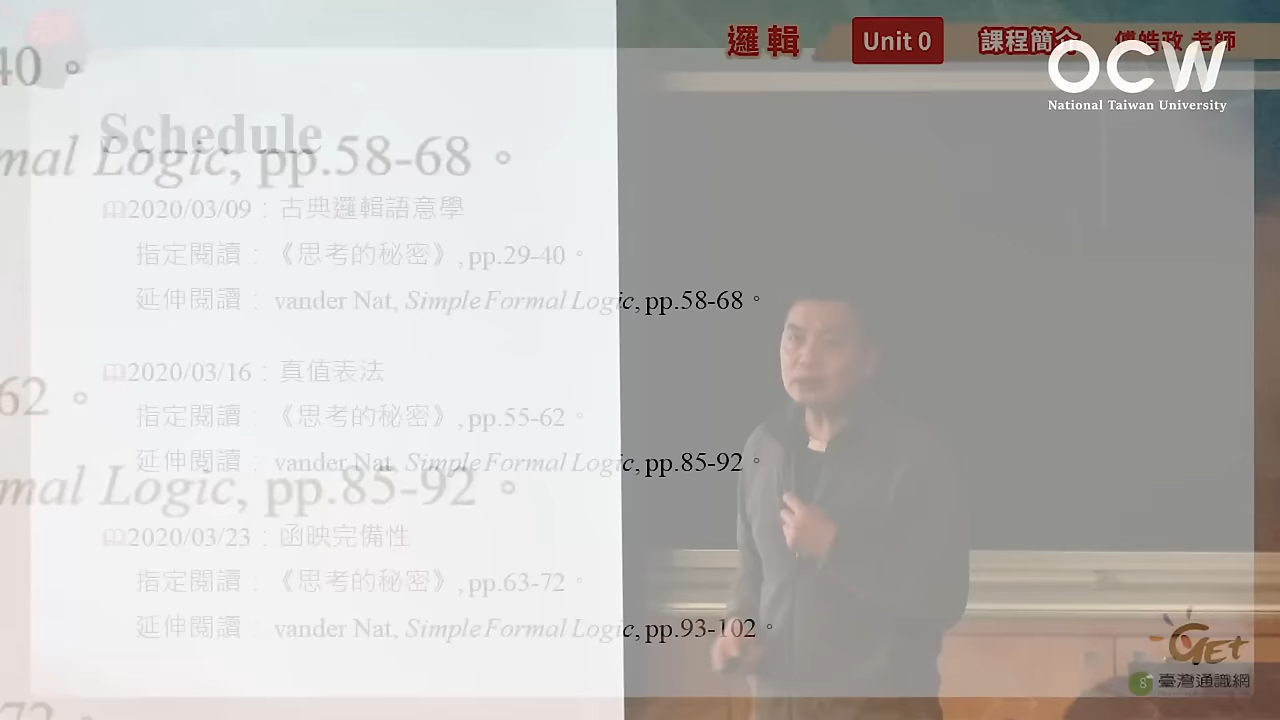 邏輯 Unit 0 課程簡介 傅皓政 老師
OCW
National Taiwan University
40。
mal Logic, pp.58-68。
Schedule
2020/03/09：古典邏輯語意學
指定閱讀：《思考的秘密》, pp.29-40。
延伸閱讀： vander Nat, Simple Formal Logic, pp.58-68。
2020/03/16：真值表法
62。
指定閱讀：《思考的秘密》, pp.55-62。
延伸閱讀： vander Nat, Simple Formal Logic, pp.85-92。
mal Logic, pp.85-92。
2020/03/23：函映完備性
指定閱讀：《思考的秘密》, pp.63-72。
延伸閱讀： vander Nat, Simple Formal Logic, pp.93-102。
GET
8 臺灣通識網
72。